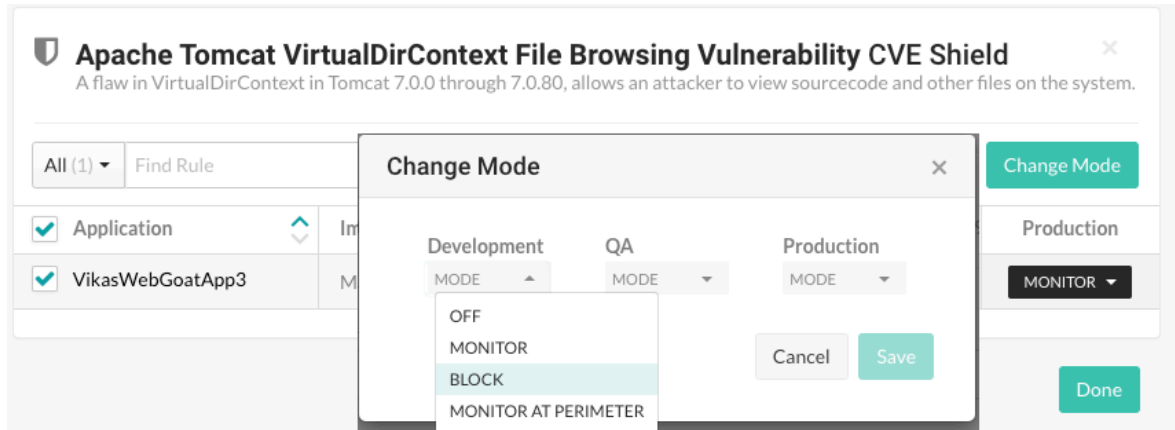 Apache Tomcat VirtualDirContext File Browsing Vulnerability CVE Shield
A flaw in VirtualDirContext in Tomcat 7.0.0 through 7.0.80, allows an attacker to view sourcecode and other files on the system.
All (1) Find Rule
Change Mode
Change Mode
Application
Production
Development QA Production
VikasWebGoatApp3
MODE MODE MODE
MONITOR
OFF
MONITOR
BLOCK
MONITOR AT PERIMETER
Cancel Save
Done